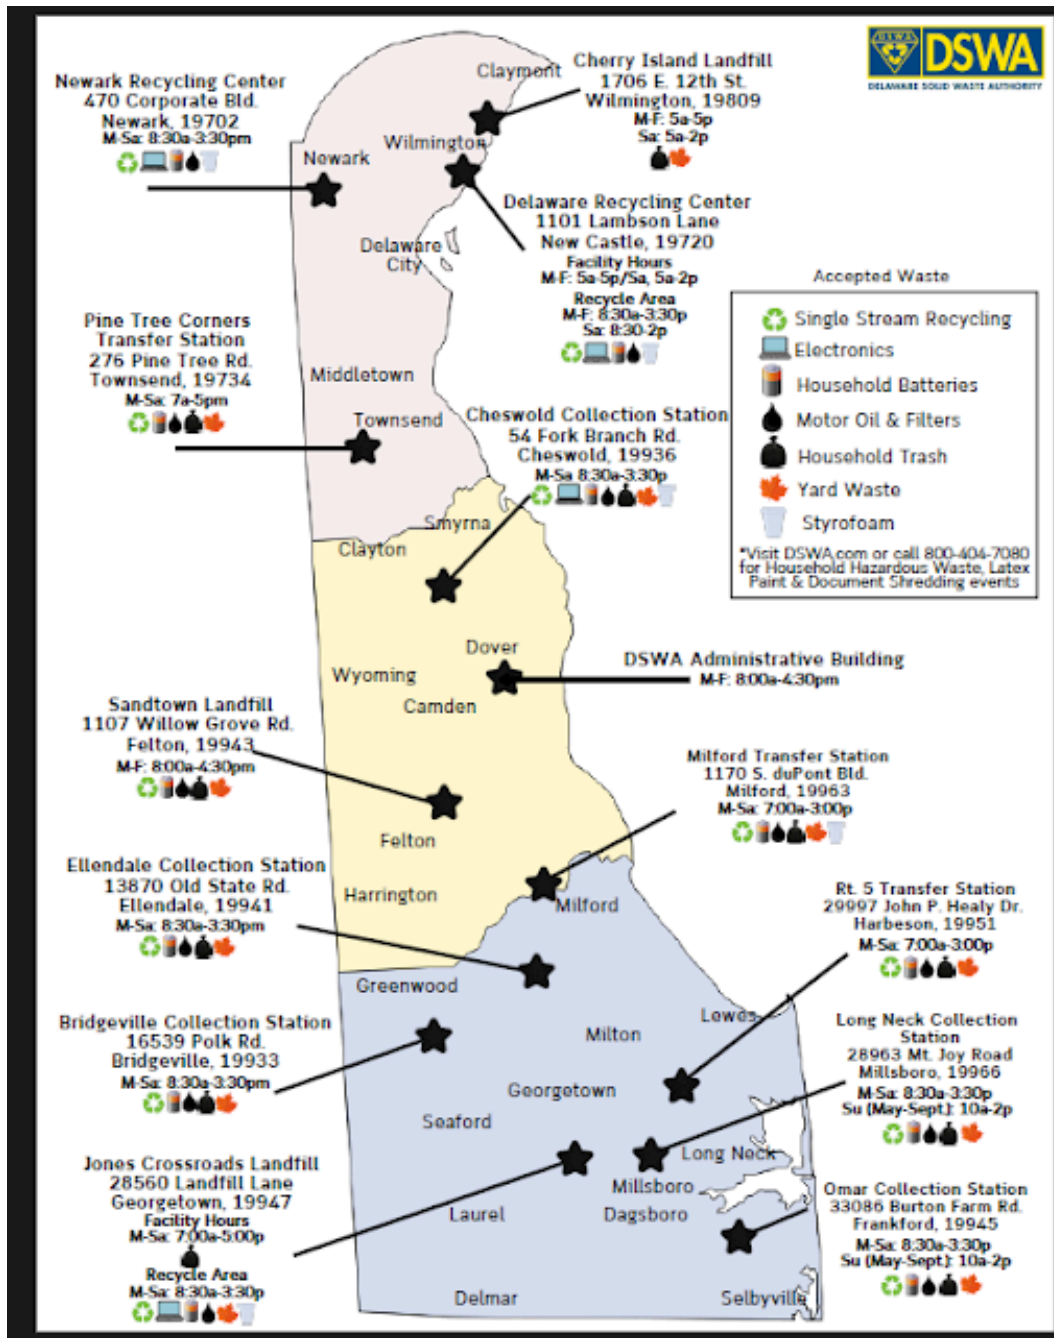 DSWA
DSWA
DELAWARE SOLID WASTE AUTHORITY
Newark Recycling Center
470 Corporate Bld.
Newark, 19702
M-Sa: 8:30a-3:30pm
Cherry Island Landfill
1706 E. 12th St.
Wilmington, 19809
M-F: 5a-5p
Sa: 5a-2p
Claymont
Wilmington
Newark
Delaware Recycling Center
1101 Lambson Lane
New Castle, 19720
Facility Hours
M-F: 5a-5p/Sa, 5a-2p
Recycle Area
M-F: 8:30a-3:30p
Sa: 8:30-2p
Delaware
City
Accepted Waste
Single Stream Recycling
Electronics
Household Batteries
Motor Oil & Filters
Household Trash
Yard Waste
Styrofoam
*Visit DSWA.com or call 800-404-7080
for Household Hazardous Waste, Latex
Paint & Document Shredding events
Pine Tree Corners
Transfer Station
276 Pine Tree Rd.
Townsend, 19734
M-Sa: 7a-5pm
Middletown
Townsend
Cheswold Collection Station
54 Fork Branch Rd.
Cheswold, 19936
M-Sa 8:30a-3:30p
Smyrna
Clayton
Dover
Wyoming
Camden
DSWA Administrative Building
M-F: 8:00a-4:30pm
Sandtown Landfill
1107 Willow Grove Rd.
Felton, 19943
M-F: 8:00a-4:30pm
Milford Transfer Station
1170 S. duPont Bld.
Milford, 19963
M-Sa: 7:00a-3:00p
Felton
Harrington
Milford
Ellendale Collection Station
13870 Old State Rd.
Ellendale, 19941
M-Sa: 8:30a-3:30pm
Rt. 5 Transfer Station
29997 John P. Healy Dr.
Harbeson, 19951
M-Sa: 7:00a-3:00p
Greenwood
Lewes
Milton
Bridgeville Collection Station
16539 Polk Rd.
Bridgeville, 19933
M-Sa: 8:30a-3:30pm
Long Neck Collection
Station
28963 Mt. Joy Road
Millsboro, 19966
M-Sa: 8:30a-3:30p
Su (May-Sept.): 10a-2p
Georgetown
Seaford
Long Neck
Millsboro
Laurel
Dagsboro
Jones Crossroads Landfill
28560 Landfill Lane
Georgetown, 19947
Facility Hours
M-Sa: 7:00a-5:00p
Recycle Area
M-Sa: 8:30a-3:30p
Omar Collection Station
33086 Burton Farm Rd.
Frankford, 19945
M-Sa: 8:30a-3:30p
Su (May-Sept.): 10a-2p
Delmar
Selbyville